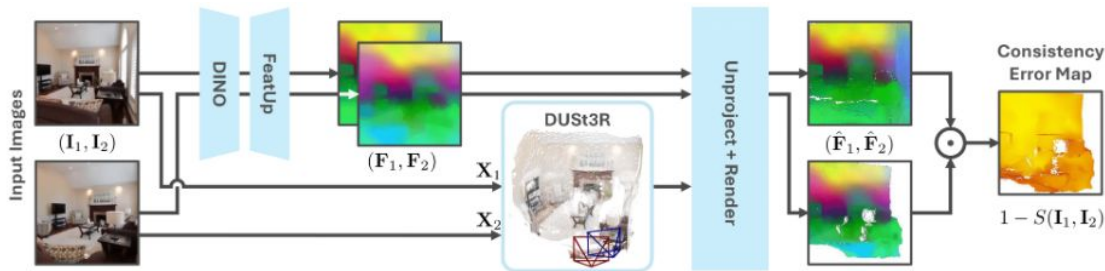 Input Images
(I₁, I₂)
DINO
FeatUp
(F₁, F₂)
X₁
X₂
DUSt3R
Unproject + Render
(F̂₁, F̂₂)
Consistency
Error Map
1 − S(I₁, I₂)